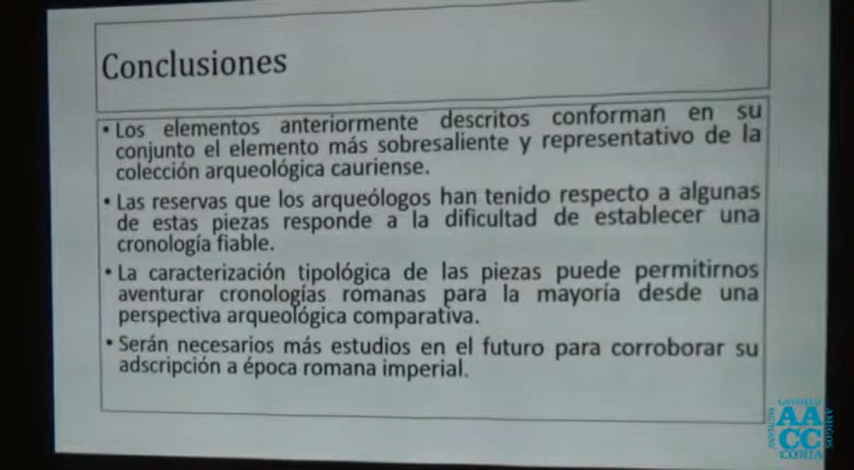 Conclusiones
• Los elementos anteriormente descritos conforman en su
conjunto el elemento más sobresaliente y representativo de la
colección arqueológica cauriense.
• Las reservas que los arqueólogos han tenido respecto a algunas
de estas piezas responde a la dificultad de establecer una
cronología fiable.
• La caracterización tipológica de las piezas puede permitirnos
aventurar cronologías romanas para la mayoría desde una
perspectiva arqueológica comparativa.
• Serán necesarios más estudios en el futuro para corroborar su
adscripción a época romana imperial.
AA
CC
AMIGOS
CORIA